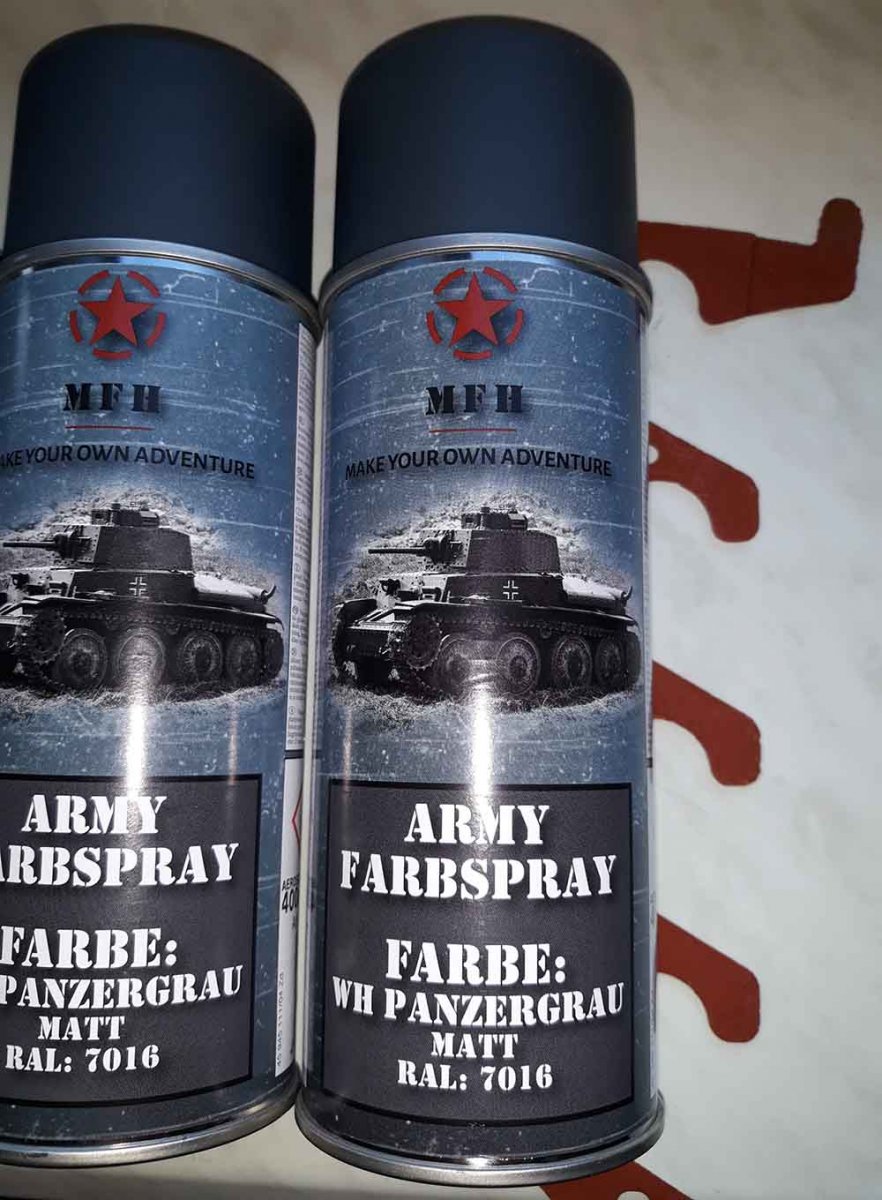 MFH
MAKE YOUR OWN ADVENTURE
ARMY
FARBSPRAY
FARBE:
PANZERGRAU
MATT
RAL: 7016
MFH
MAKE YOUR OWN ADVENTURE
ARMY
FARBSPRAY
FARBE:
WH PANZERGRAU
MATT
RAL: 7016